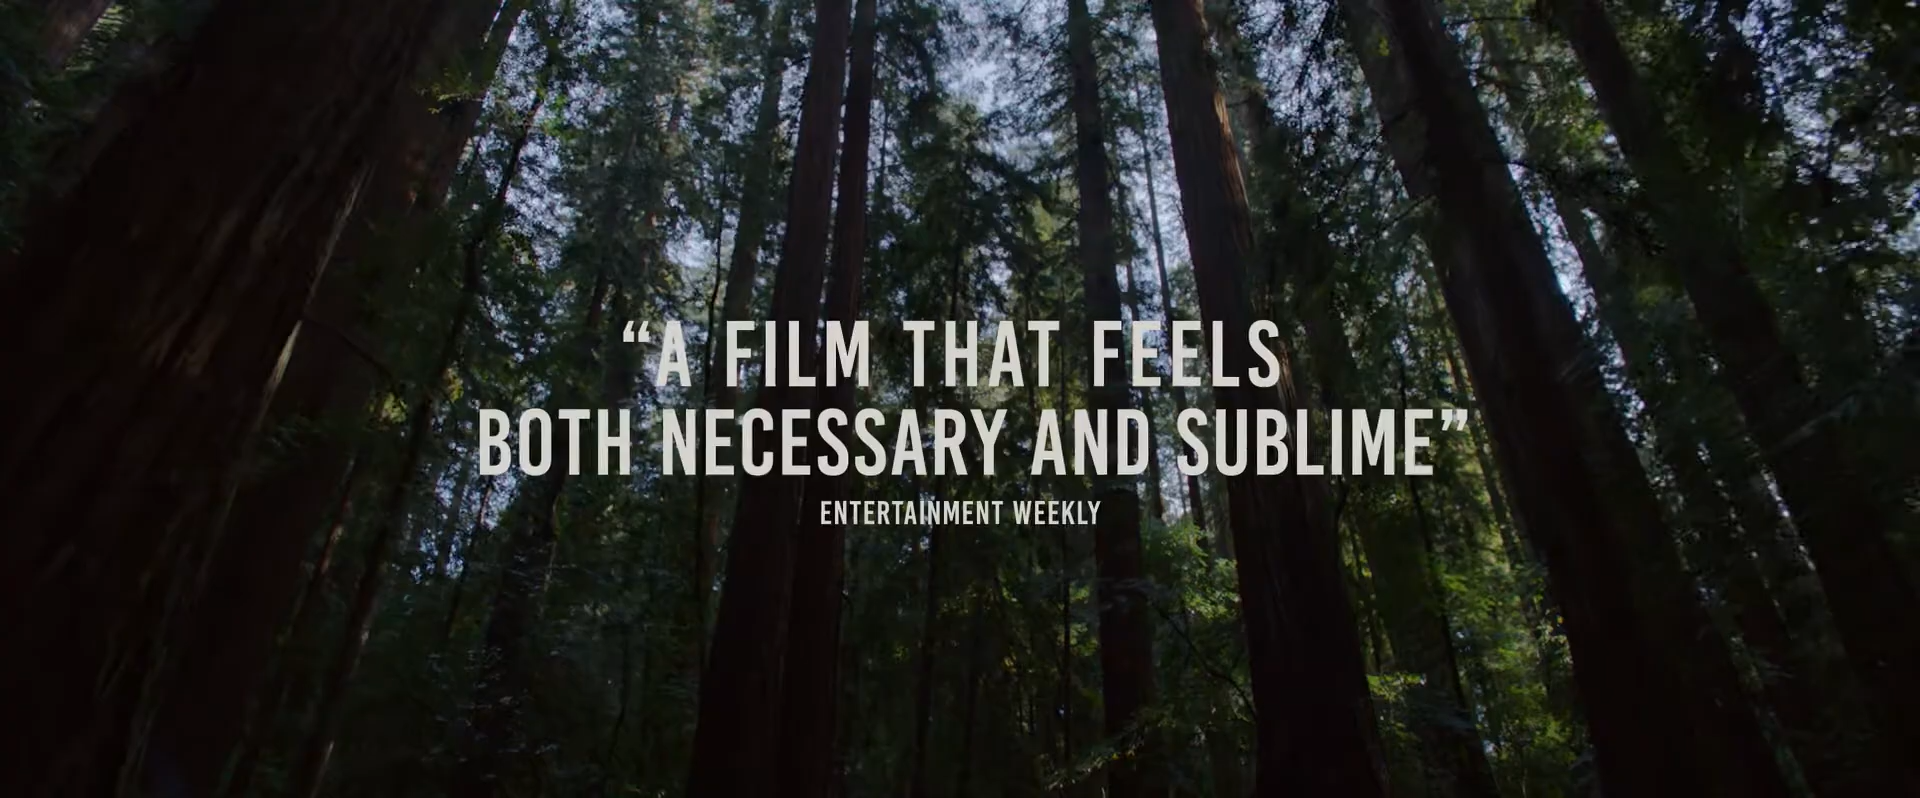 “A FILM THAT FEELS
BOTH NECESSARY AND SUBLIME”
ENTERTAINMENT WEEKLY